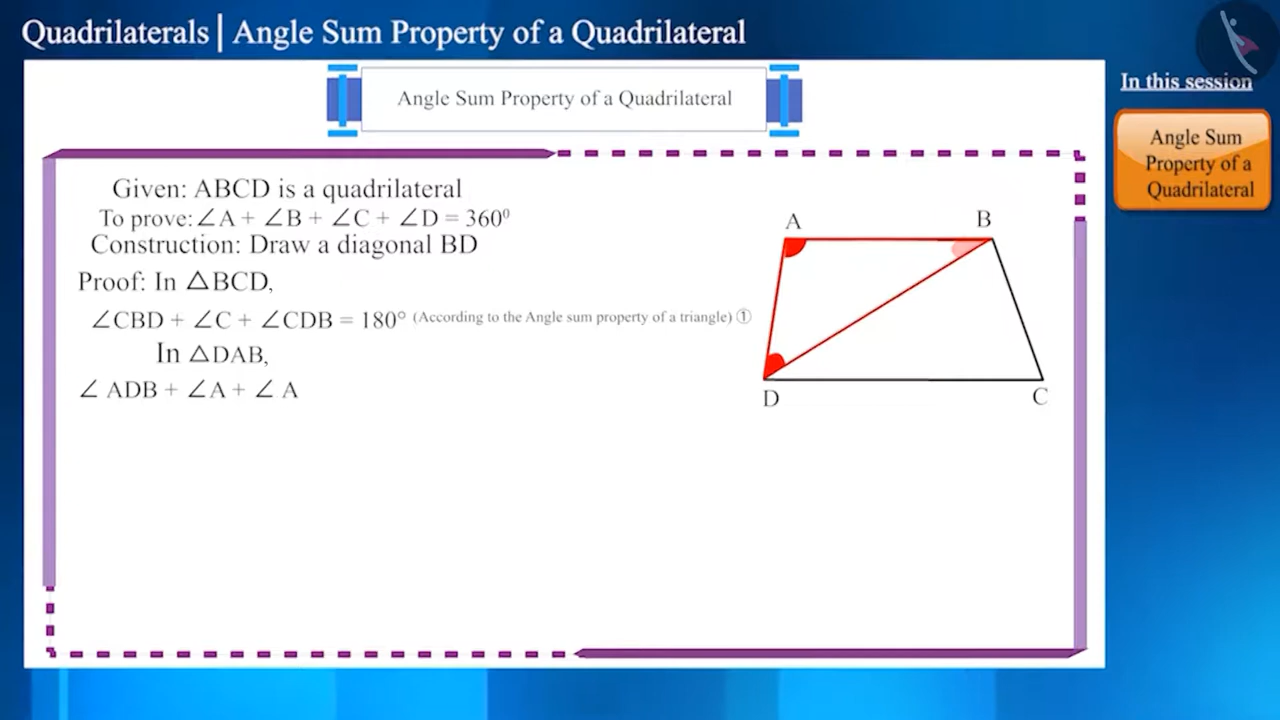 Quadrilaterals | Angle Sum Property of a Quadrilateral
In this session
Angle Sum
Property of a
Quadrilateral
Angle Sum Property of a Quadrilateral
Given: ABCD is a quadrilateral
To prove: ∠A + ∠B + ∠C + ∠D = 360⁰
Construction: Draw a diagonal BD
Proof: In △BCD,
∠CBD + ∠C + ∠CDB = 180° (According to the Angle sum property of a triangle) ①
In △DAB,
∠ ADB + ∠A + ∠ A
A
B
D
C